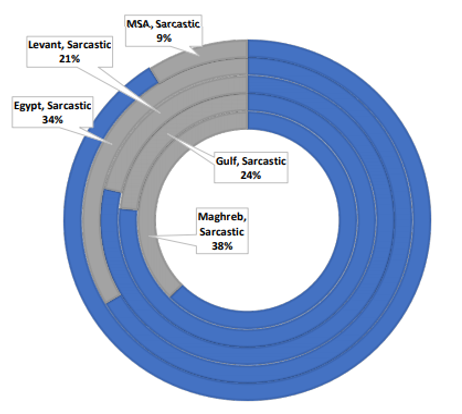 MSA, Sarcastic
9%
Levant, Sarcastic
21%
Egypt, Sarcastic
34%
Gulf, Sarcastic
24%
Maghreb,
Sarcastic
38%